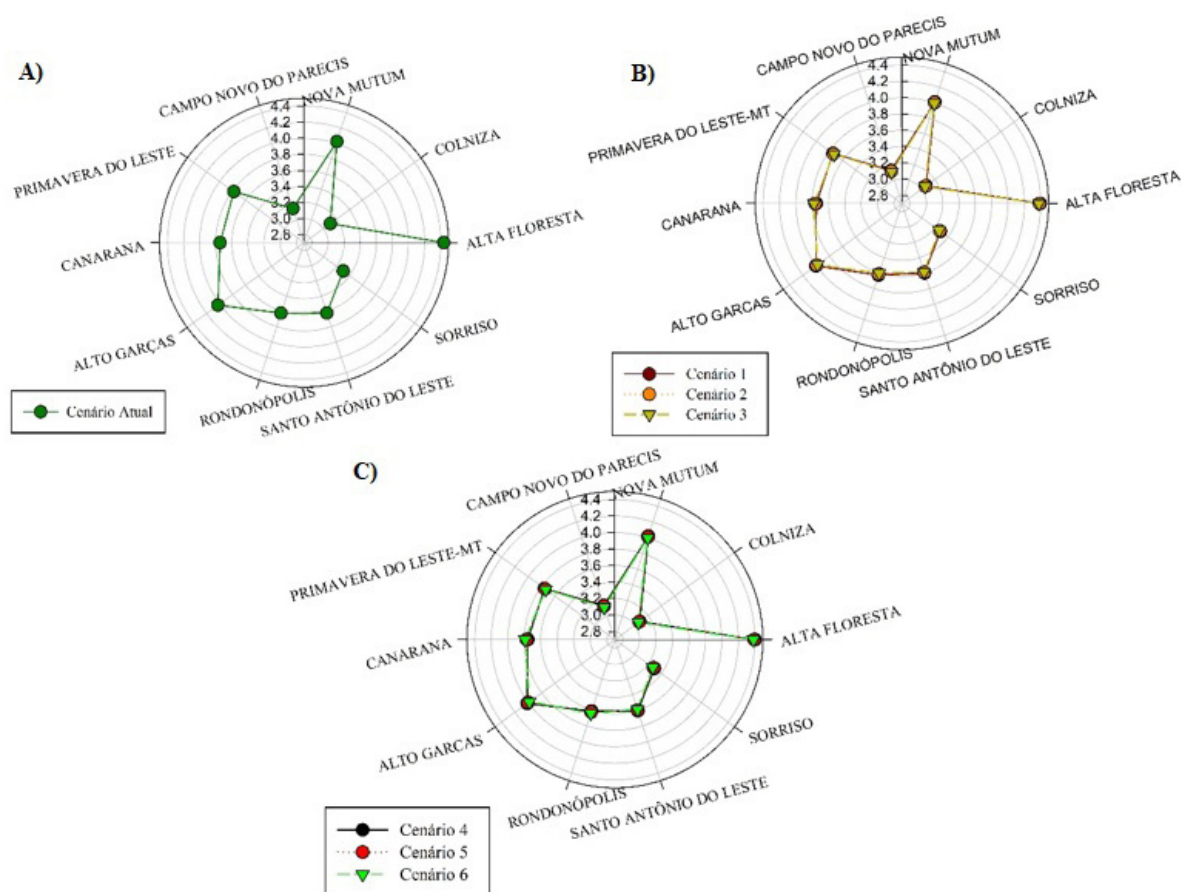 A)
CAMPO NOVO DO PARECIS
NOVA MUTUM
COLNIZA
ALTA FLORESTA
SORRISO
SANTO ANTÔNIO DO LESTE
RONDONÓPOLIS
ALTO GARÇAS
CANARANA
PRIMAVERA DO LESTE
4.4
4.2
4.0
3.8
3.6
3.4
3.2
3.0
2.8
Cenário Atual
B)
CAMPO NOVO DO PARECIS
NOVA MUTUM
COLNIZA
ALTA FLORESTA
SORRISO
SANTO ANTÔNIO DO LESTE
RONDONÓPOLIS
ALTO GARCAS
CANARANA
PRIMAVERA DO LESTE-MT
4.4
4.2
4.0
3.8
3.6
3.4
3.2
3.0
2.8
Cenário 1
Cenário 2
Cenário 3
C)
CAMPO NOVO DO PARECIS
NOVA MUTUM
COLNIZA
ALTA FLORESTA
SORRISO
SANTO ANTÔNIO DO LESTE
RONDONÓPOLIS
ALTO GARCAS
CANARANA
PRIMAVERA DO LESTE-MT
4.4
4.2
4.0
3.8
3.6
3.4
3.2
3.0
2.8
Cenário 4
Cenário 5
Cenário 6